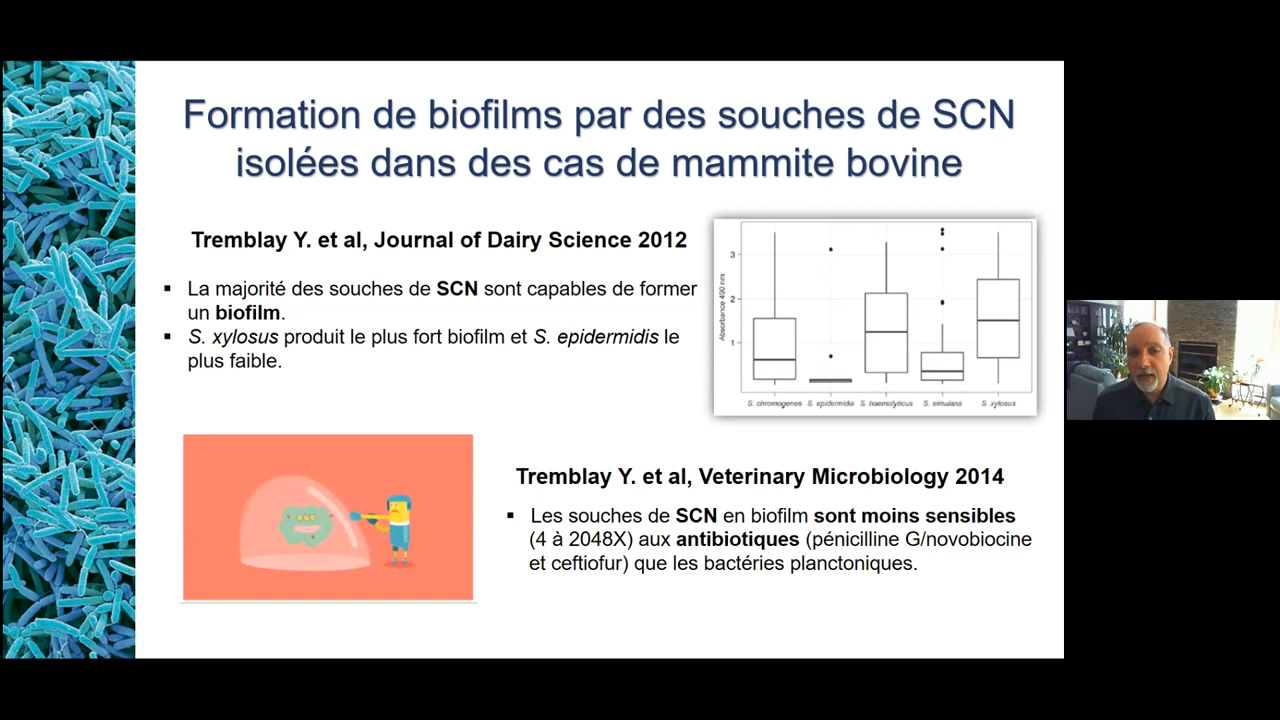 Formation de biofilms par des souches de SCN
isolées dans des cas de mammite bovine
Tremblay Y. et al, Journal of Dairy Science 2012
▪ La majorité des souches de SCN sont capables de former
un biofilm.
▪ S. xylosus produit le plus fort biofilm et S. epidermidis le
plus faible.
Absorbance 490 nm
3
2
1
S. chromogenes S. epidermidis S. haemolyticus S. simulans S. xylosus
Tremblay Y. et al, Veterinary Microbiology 2014
▪ Les souches de SCN en biofilm sont moins sensibles
(4 à 2048X) aux antibiotiques (pénicilline G/novobiocine
et ceftiofur) que les bactéries planctoniques.